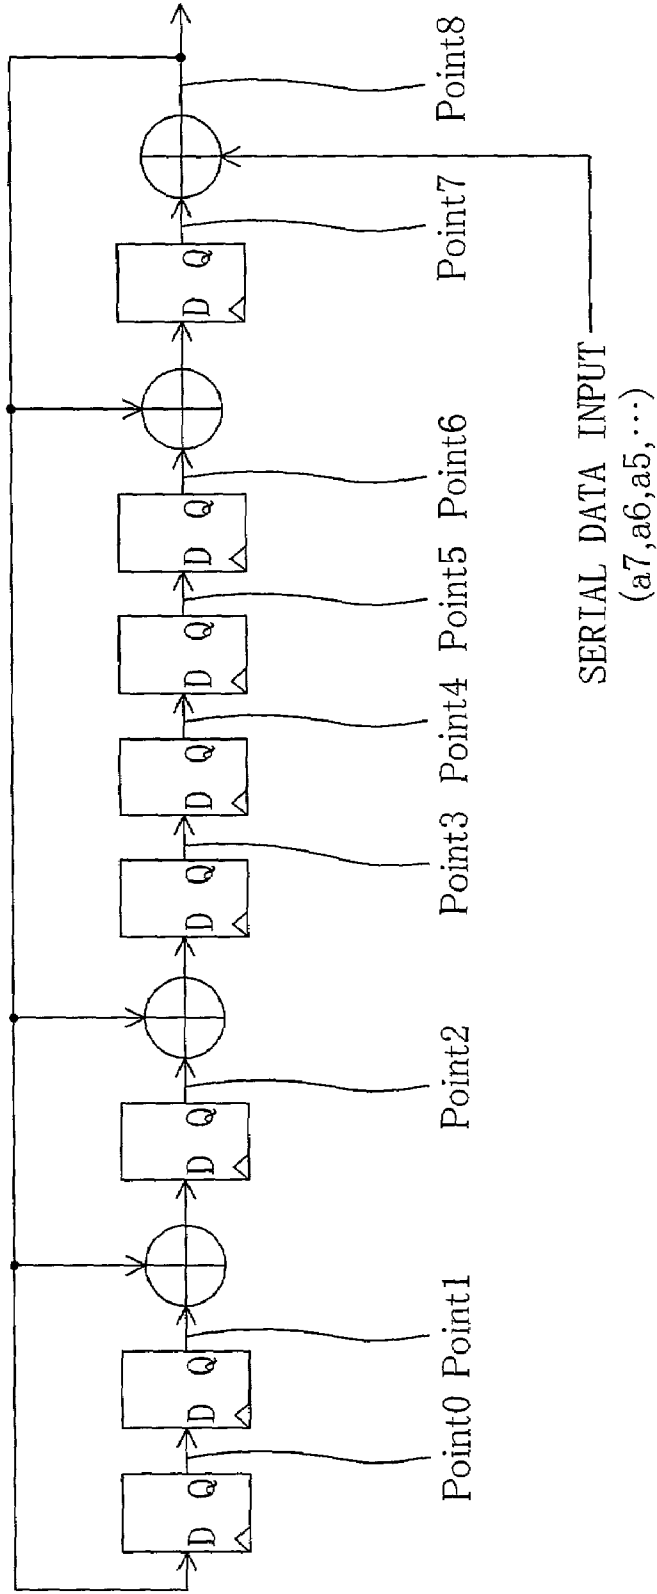 D Q
D Q
D Q
D Q
D Q
D Q
D Q
D Q
Point0
Point1
Point2
Point3
Point4
Point5
Point6
Point7
Point8
SERIAL DATA INPUT
(a7,a6,a5,···)